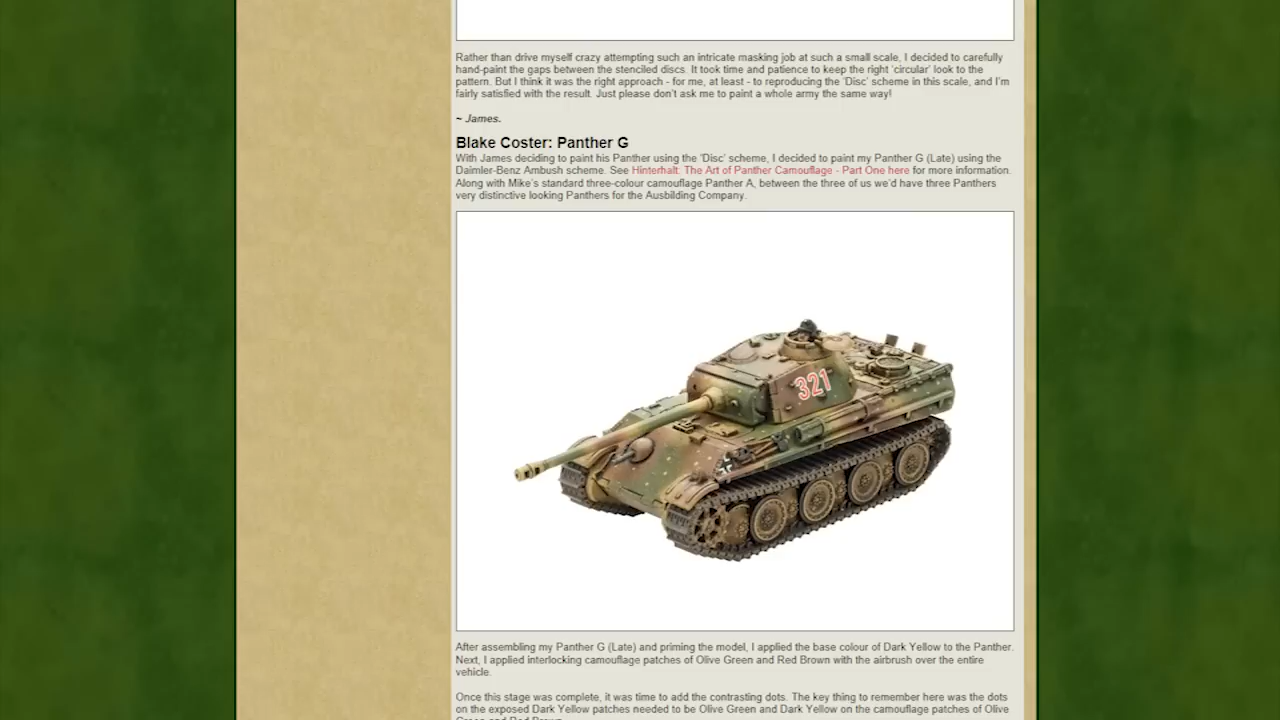 Rather than drive myself crazy attempting such an intricate masking job at such a small scale, I decided to carefully
hand-paint the gaps between the stenciled discs. It took time and patience to keep the right 'circular' look to the
pattern. But I think it was the right approach - for me, at least - to reproducing the 'Disc' scheme in this scale, and I'm
fairly satisfied with the result. Just please don't ask me to paint a whole army the same way!
~ James.
Blake Coster: Panther G
With James deciding to paint his Panther using the 'Disc' scheme, I decided to paint my Panther G (Late) using the
Daimler-Benz Ambush scheme. See Hinterhalt: The Art of Panther Camouflage - Part One here for more information.
Along with Mike's standard three-colour camouflage Panther A, between the three of us we'd have three Panthers
very distinctive looking Panthers for the Ausbilding Company.
321
After assembling my Panther G (Late) and priming the model, I applied the base colour of Dark Yellow to the Panther.
Next, I applied interlocking camouflage patches of Olive Green and Red Brown with the airbrush over the entire
vehicle.
Once this stage was complete, it was time to add the contrasting dots. The key thing to remember here was the dots
on the exposed Dark Yellow patches needed to be Olive Green and Dark Yellow on the camouflage patches of Olive
Green and Red Brown.